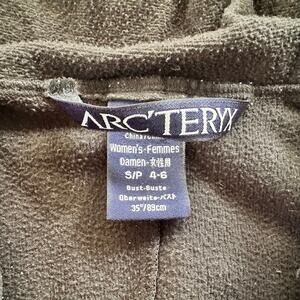 ARC'TERYX
Women's-Femmes
Damen-女性用
S/P 4-6
Bust-Buste-
Oberweite-バスト
35"/89cm